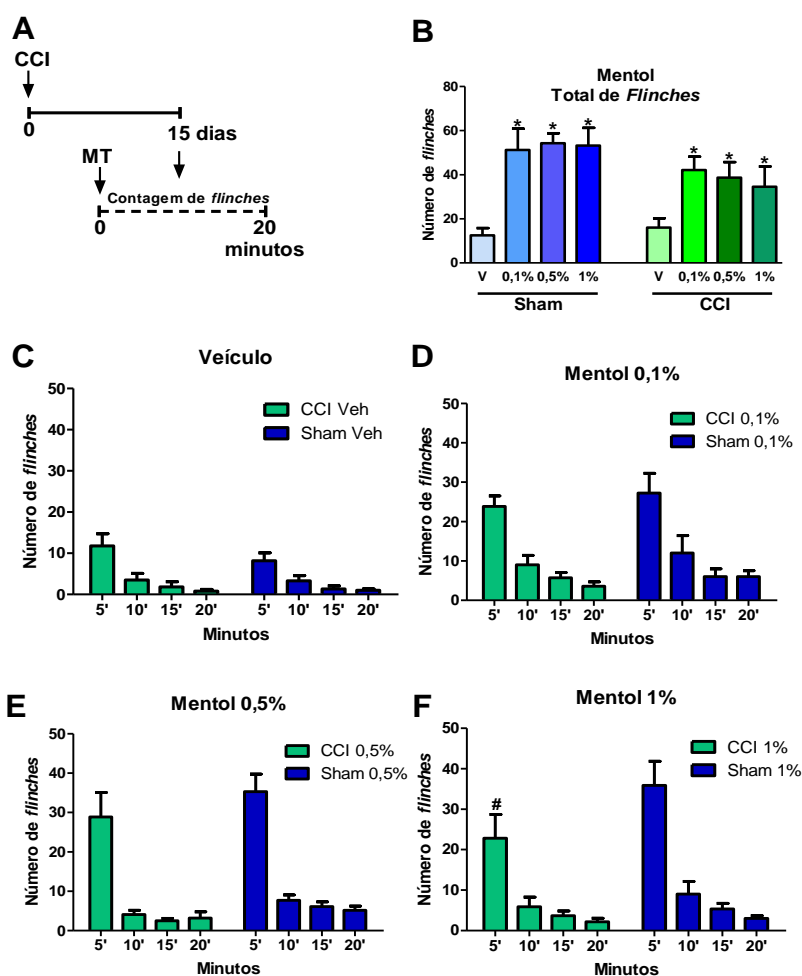 A
CCI
0
15 dias
MT
Contagem de flinches
0
20
minutos
B
Mentol
Total de Flinches
Número de flinches
80
60
40
20
0
* * * * * *
V 0,1% 0,5% 1% V 0,1% 0,5% 1%
Sham CCI
C
Veículo
Número de flinches
50
40
30
20
10
0
CCI Veh
Sham Veh
5' 10' 15' 20' 5' 10' 15' 20'
Minutos
D
Mentol 0,1%
Número de flinches
50
40
30
20
10
0
CCI 0,1%
Sham 0,1%
5' 10' 15' 20' 5' 10' 15' 20'
Minutos
E
Mentol 0,5%
Número de flinches
50
40
30
20
10
0
CCI 0,5%
Sham 0,5%
5' 10' 15' 20' 5' 10' 15' 20'
Minutos
F
Mentol 1%
Número de flinches
50
40
30
20
10
0
CCI 1%
Sham 1%
#
5' 10' 15' 20' 5' 10' 15' 20'
Minutos